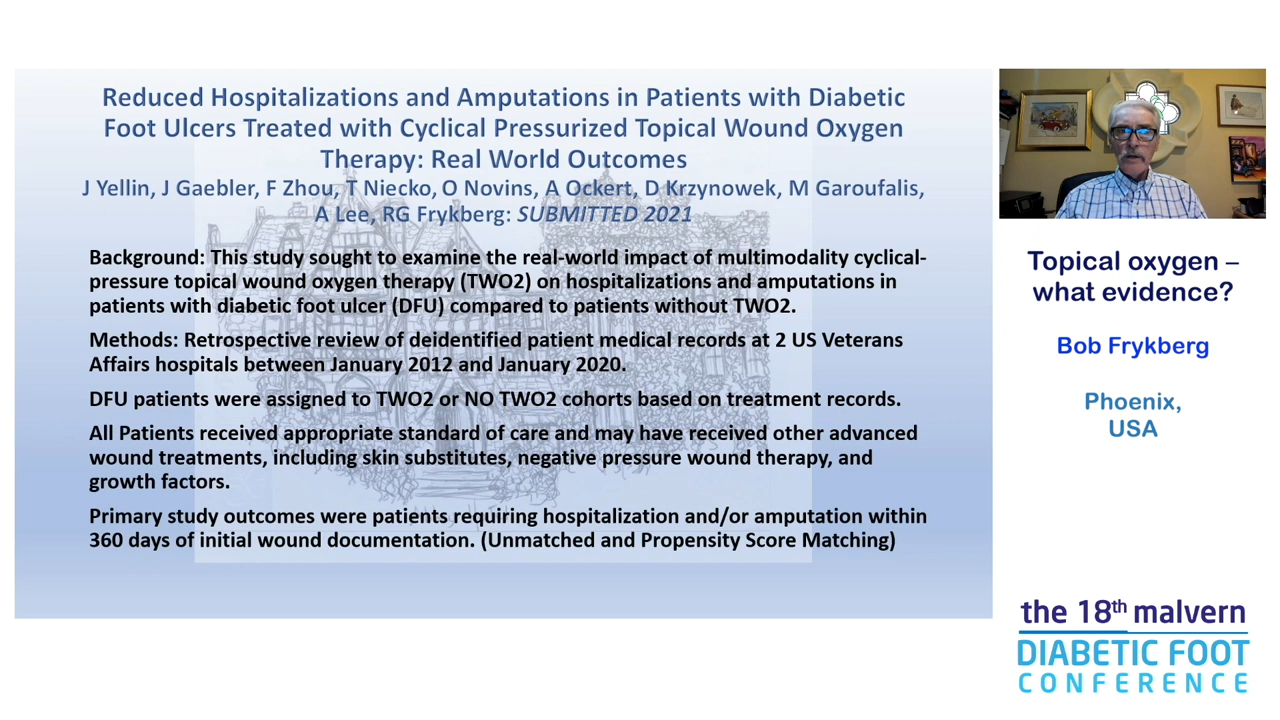 Reduced Hospitalizations and Amputations in Patients with Diabetic
Foot Ulcers Treated with Cyclical Pressurized Topical Wound Oxygen
Therapy: Real World Outcomes
J Yellin, J Gaebler, F Zhou, T Niecko, O Novins, A Ockert, D Krzynowek, M Garoufalis,
A Lee, RG Frykberg: SUBMITTED 2021
Background: This study sought to examine the real-world impact of multimodality cyclical-
pressure topical wound oxygen therapy (TWO2) on hospitalizations and amputations in
patients with diabetic foot ulcer (DFU) compared to patients without TWO2.
Methods: Retrospective review of deidentified patient medical records at 2 US Veterans
Affairs hospitals between January 2012 and January 2020.
DFU patients were assigned to TWO2 or NO TWO2 cohorts based on treatment records.
All Patients received appropriate standard of care and may have received other advanced
wound treatments, including skin substitutes, negative pressure wound therapy, and
growth factors.
Primary study outcomes were patients requiring hospitalization and/or amputation within
360 days of initial wound documentation. (Unmatched and Propensity Score Matching)
Topical oxygen –
what evidence?
Bob Frykberg
Phoenix,
USA
the 18th malvern
DIABETIC FOOT
CONFERENCE